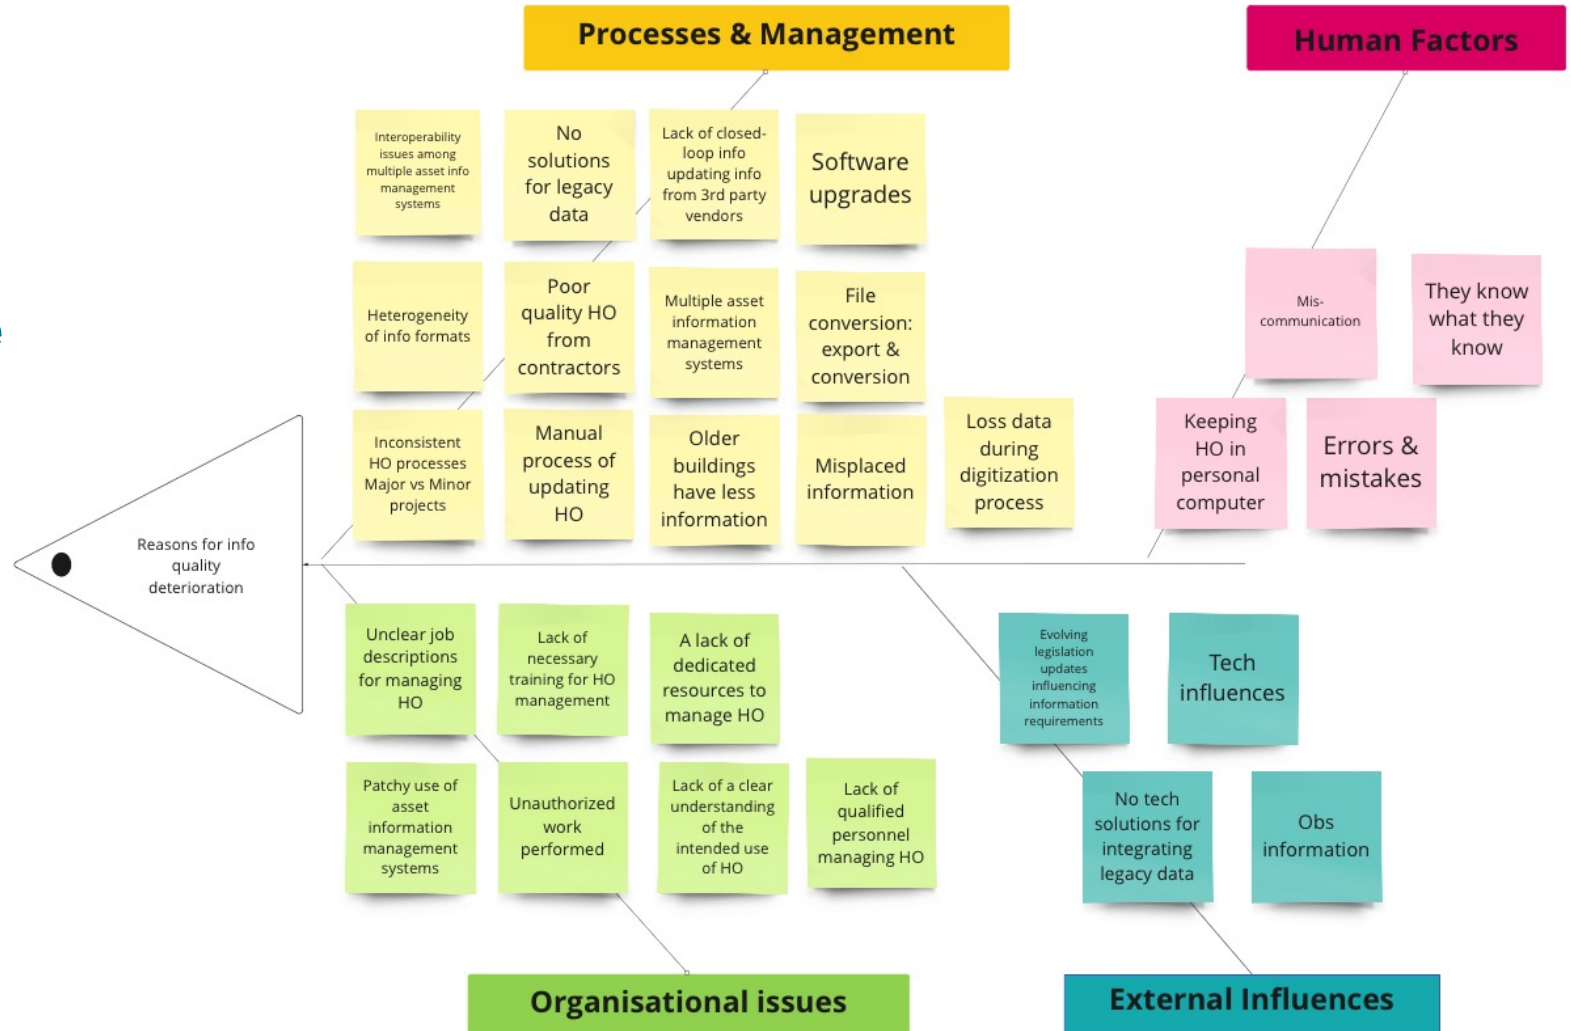 Processes & Management
Human Factors
Interoperability
issues among
multiple asset info
management
systems
No
solutions
for legacy
data
Lack of closed-
loop info
updating info
from 3rd party
vendors
Software
upgrades
Mis-
communication
They know
what they
know
Heterogeneity
of info formats
Poor
quality HO
from
contractors
Multiple asset
information
management
systems
File
conversion:
export &
conversion
Inconsistent
HO processes
Major vs Minor
projects
Manual
process of
updating
HO
Older
buildings
have less
information
Misplaced
information
Loss data
during
digitization
process
Keeping
HO in
personal
computer
Errors &
mistakes
Reasons for info
quality
deterioration
Unclear job
descriptions
for managing
HO
Lack of
necessary
training for HO
management
A lack of
dedicated
resources to
manage HO
Evolving
legislation
updates
influencing
information
requirements
Tech
influences
Patchy use of
asset
information
management
systems
Unauthorized
work
performed
Lack of a clear
understanding
of the
intended use
of HO
Lack of
qualified
personnel
managing HO
No tech
solutions for
integrating
legacy data
Obs
information
Organisational issues
External Influences